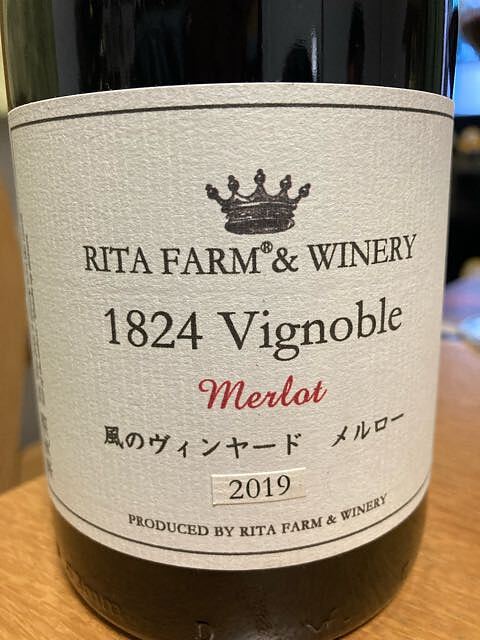 RITA FARM® & WINERY
1824 Vignoble
Merlot
風のヴィンヤード　メルロー
2019
PRODUCED BY RITA FARM & WINERY